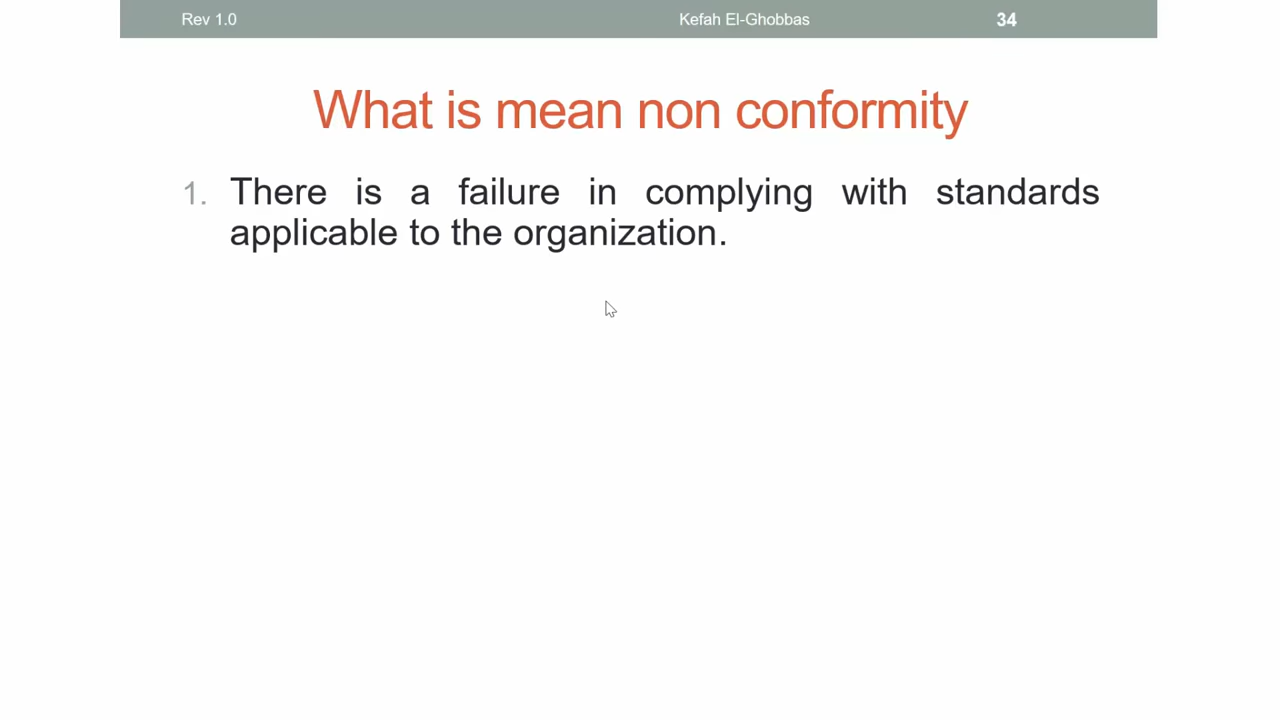 Rev 1.0 Kefah El-Ghobbas 34
What is mean non conformity
1. There is a failure in complying with standards
applicable to the organization.